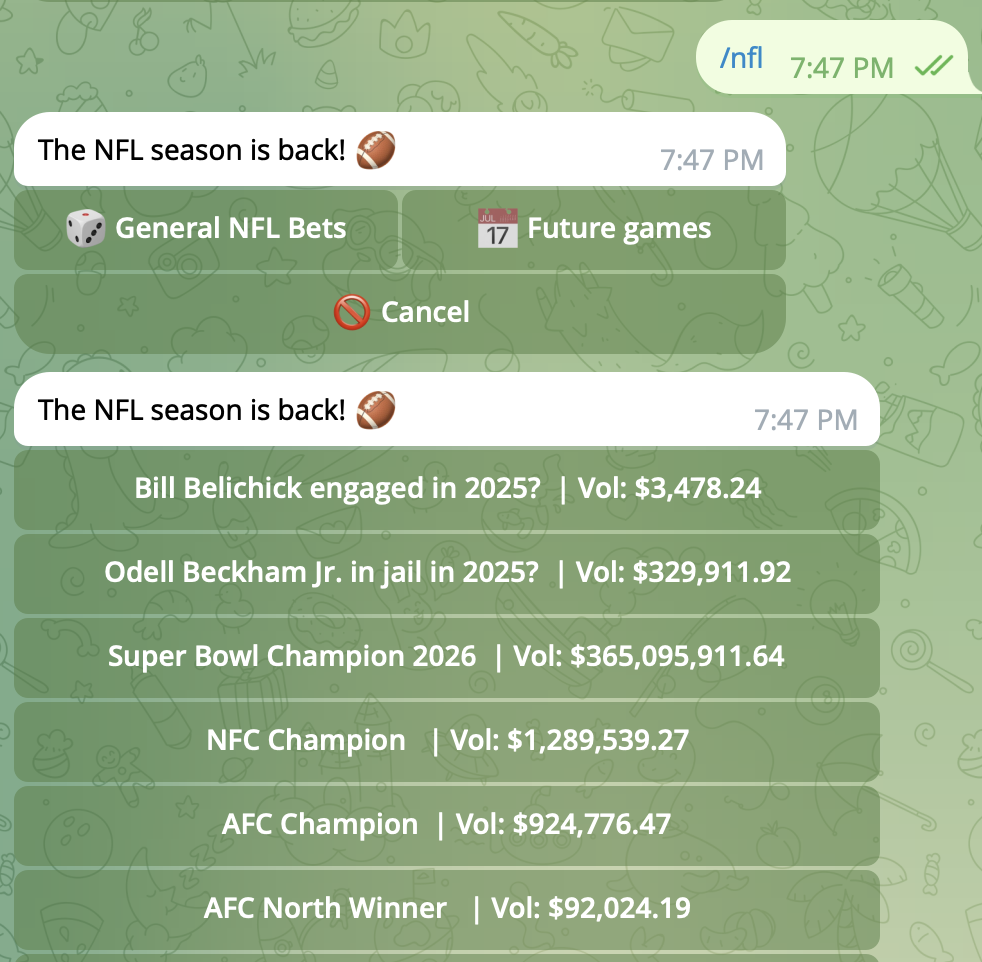 /nfl 7:47 PM
The NFL season is back! 🏈 7:47 PM
🎲 General NFL Bets
📅 Future games
🚫 Cancel
The NFL season is back! 🏈 7:47 PM
Bill Belichick engaged in 2025? | Vol: $3,478.24
Odell Beckham Jr. in jail in 2025? | Vol: $329,911.92
Super Bowl Champion 2026 | Vol: $365,095,911.64
NFC Champion | Vol: $1,289,539.27
AFC Champion | Vol: $924,776.47
AFC North Winner | Vol: $92,024.19